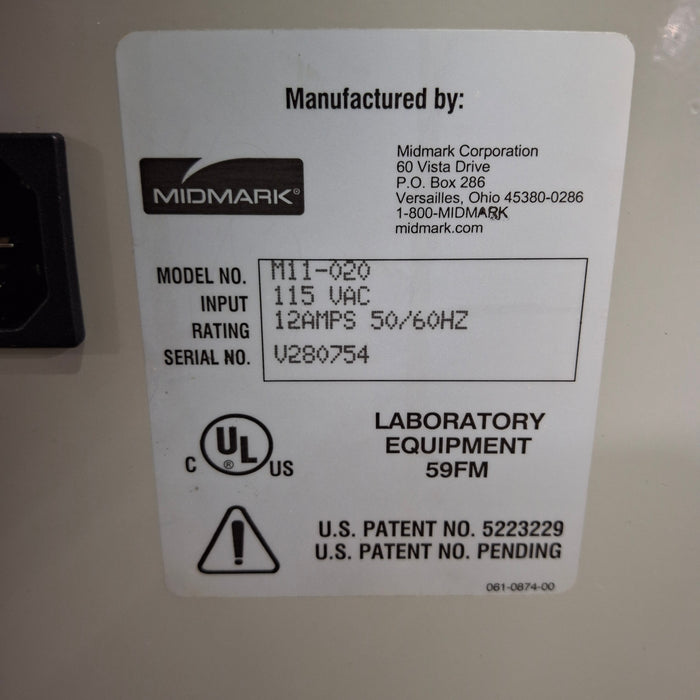 Manufactured by:
MIDMARK®
Midmark Corporation
60 Vista Drive
P.O. Box 286
Versailles, Ohio 45380-0286
1-800-MIDMARK
midmark.com
MODEL NO. M11-020
INPUT 115 VAC
RATING 12AMPS 50/60HZ
SERIAL NO. V280754
C UL® US
LABORATORY
EQUIPMENT
59FM
U.S. PATENT NO. 5223229
U.S. PATENT NO. PENDING
061-0874-00